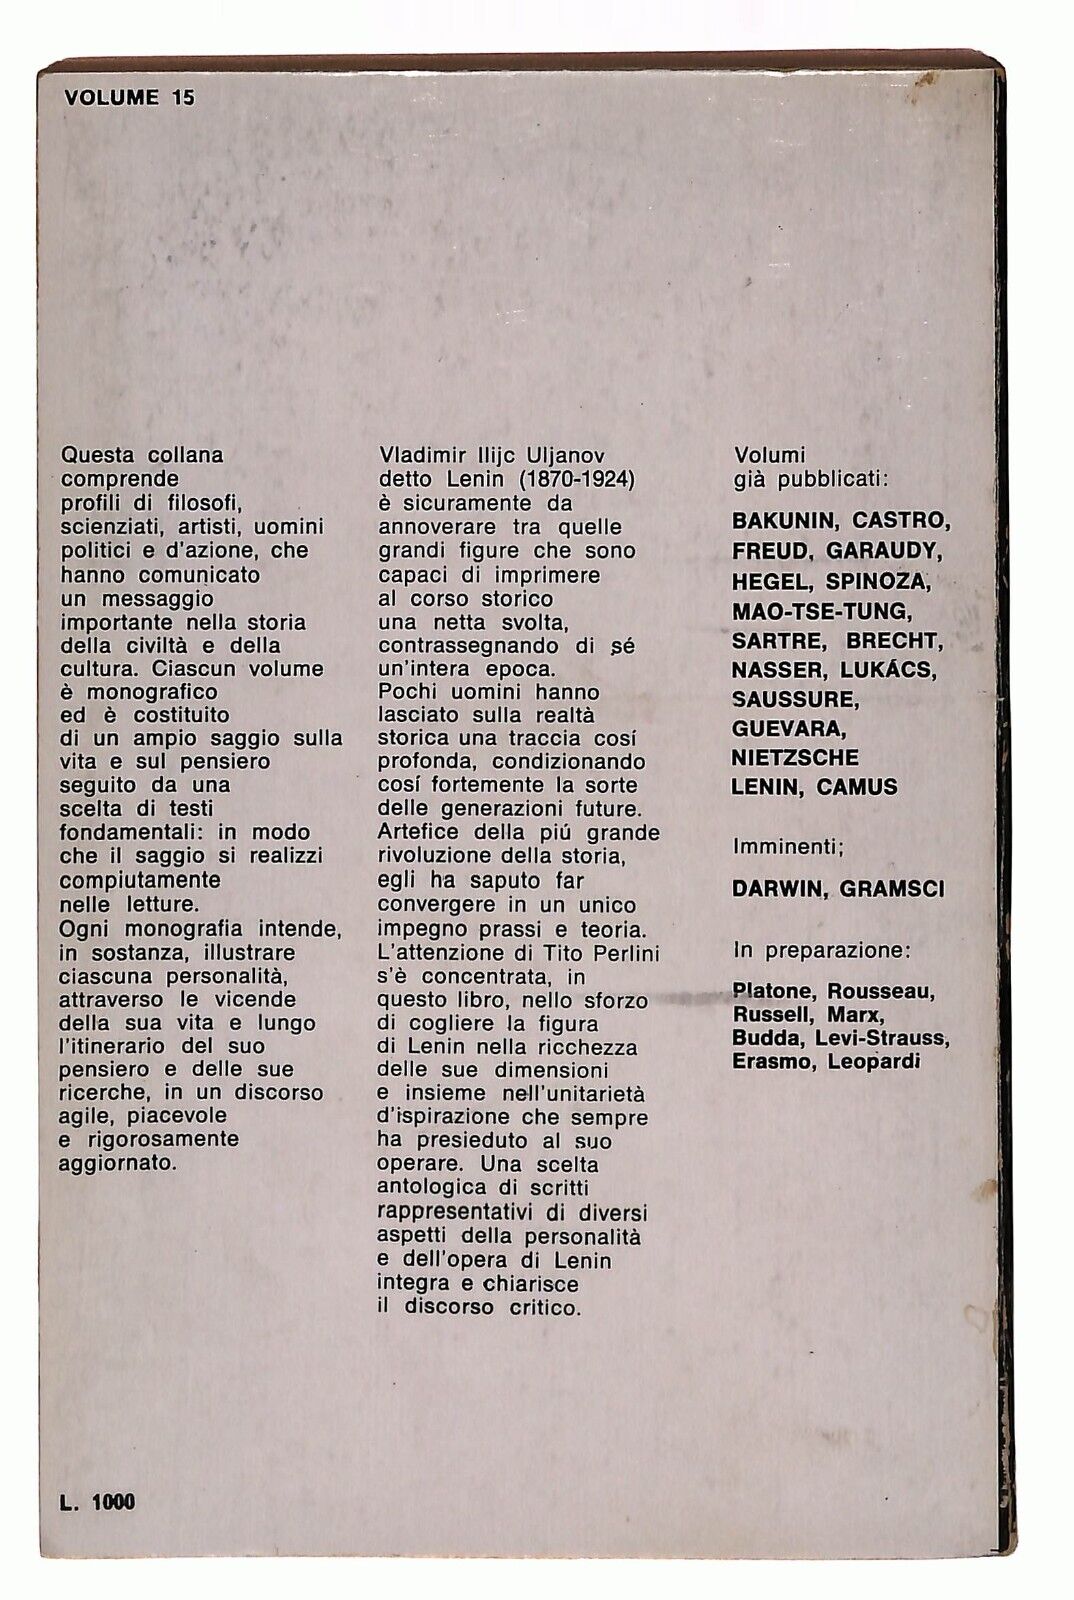 VOLUME 15
Questa collana
comprende
profili di filosofi,
scienziati, artisti, uomini
politici e d'azione, che
hanno comunicato
un messaggio
importante nella storia
della civiltà e della
cultura. Ciascun volume
è monografico
ed è costituito
di un ampio saggio sulla
vita e sul pensiero
seguito da una
scelta di testi
fondamentali: in modo
che il saggio si realizzi
compiutamente
nelle letture.
Ogni monografia intende,
in sostanza, illustrare
ciascuna personalità,
attraverso le vicende
della sua vita e lungo
l'itinerario del suo
pensiero e delle sue
ricerche, in un discorso
agile, piacevole
e rigorosamente
aggiornato.
Vladimir Ilijc Uljanov
detto Lenin (1870-1924)
è sicuramente da
annoverare tra quelle
grandi figure che sono
capaci di imprimere
al corso storico
una netta svolta,
contrassegnando di sé
un'intera epoca.
Pochi uomini hanno
lasciato sulla realtà
storica una traccia cosí
profonda, condizionando
cosí fortemente la sorte
delle generazioni future.
Artefice della piú grande
rivoluzione della storia,
egli ha saputo far
convergere in un unico
impegno prassi e teoria.
L'attenzione di Tito Perlini
s'è concentrata, in
questo libro, nello sforzo
di cogliere la figura
di Lenin nella ricchezza
delle sue dimensioni
e insieme nell'unitarietà
d'ispirazione che sempre
ha presieduto al suo
operare. Una scelta
antologica di scritti
rappresentativi di diversi
aspetti della personalità
e dell'opera di Lenin
integra e chiarisce
il discorso critico.
Volumi
già pubblicati:
BAKUNIN, CASTRO,
FREUD, GARAUDY,
HEGEL, SPINOZA,
MAO-TSE-TUNG,
SARTRE, BRECHT,
NASSER, LUKÁCS,
SAUSSURE,
GUEVARA,
NIETZSCHE
LENIN, CAMUS
Imminenti;
DARWIN, GRAMSCI
In preparazione:
Platone, Rousseau,
Russell, Marx,
Budda, Levi-Strauss,
Erasmo, Leopardi
L. 1000